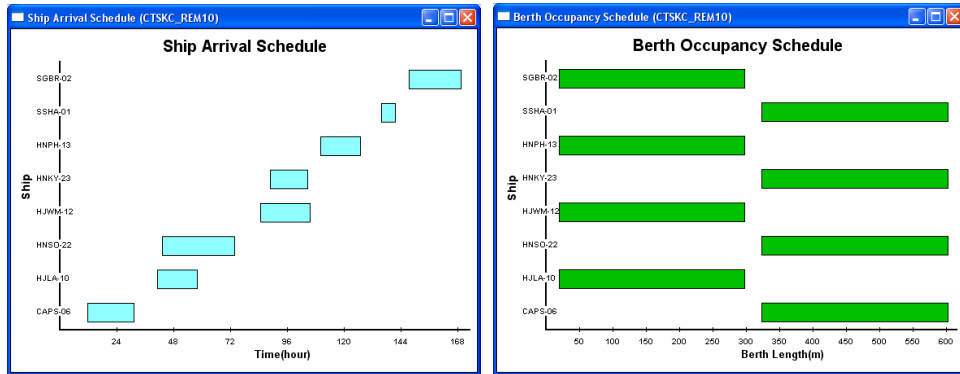 Ship Arrival Schedule (CTSKC_REM10)
Ship Arrival Schedule
SGBR-02
SSHA-01
HNPH-13
HNKY-23
HJWM-12
HNSO-22
HJLA-10
CAPS-06
Ship
24 48 72 96 120 144 168
Time(hour)
Berth Occupancy Schedule (CTSKC_REM10)
Berth Occupancy Schedule
SGBR-02
SSHA-01
HNPH-13
HNKY-23
HJWM-12
HNSO-22
HJLA-10
CAPS-06
Ship
50 100 150 200 250 300 350 400 450 500 550 600
Berth Length(m)